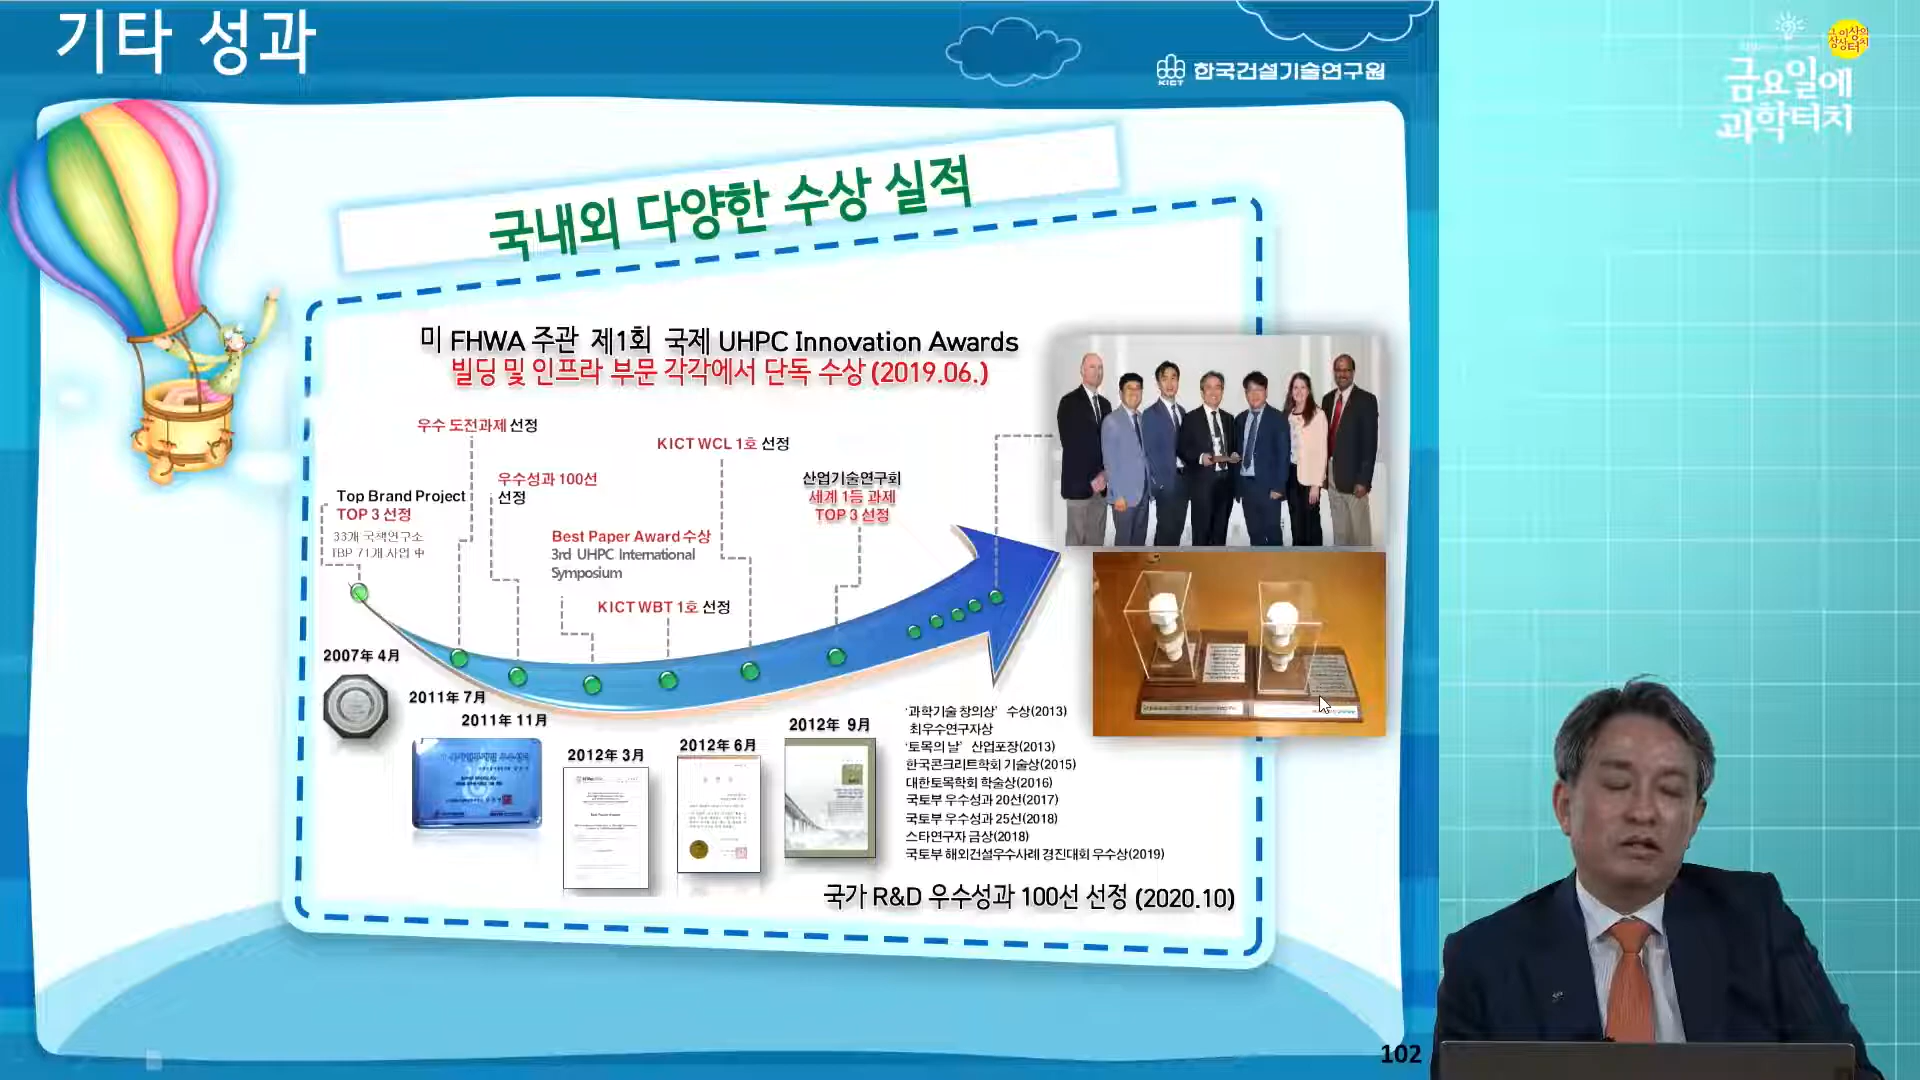 기타 성과
KICT 한국건설기술연구원
그 이상의
상상터치
금요일에
과학터치
국내외 다양한 수상 실적
미 FHWA 주관 제1회 국제 UHPC Innovation Awards
빌딩 및 인프라 부문 각각에서 단독 수상 (2019.06.)
우수 도전과제 선정
KICT WCL 1호 선정
우수성과 100선
선정
산업기술연구회
세계 1등 과제
TOP 3 선정
Top Brand Project
TOP 3 선정
33개 국책연구소
TBP 71개 사업 中
Best Paper Award 수상
3rd UHPC International
Symposium
KICT WBT 1호 선정
2007年 4月
2011年 7月
2011年 11月
2012年 3月
2012年 6月
2012年 9月
'과학기술 창의상' 수상(2013)
최우수연구자상
'토목의 날' 산업포장(2013)
한국콘크리트학회 기술상(2015)
대한토목학회 학술상(2016)
국토부 우수성과 20선(2017)
국토부 우수성과 25선(2018)
스타연구자 금상(2018)
국토부 해외건설우수사례 경진대회 우수상(2019)
국가 R&D 우수성과 100선 선정 (2020.10)
102